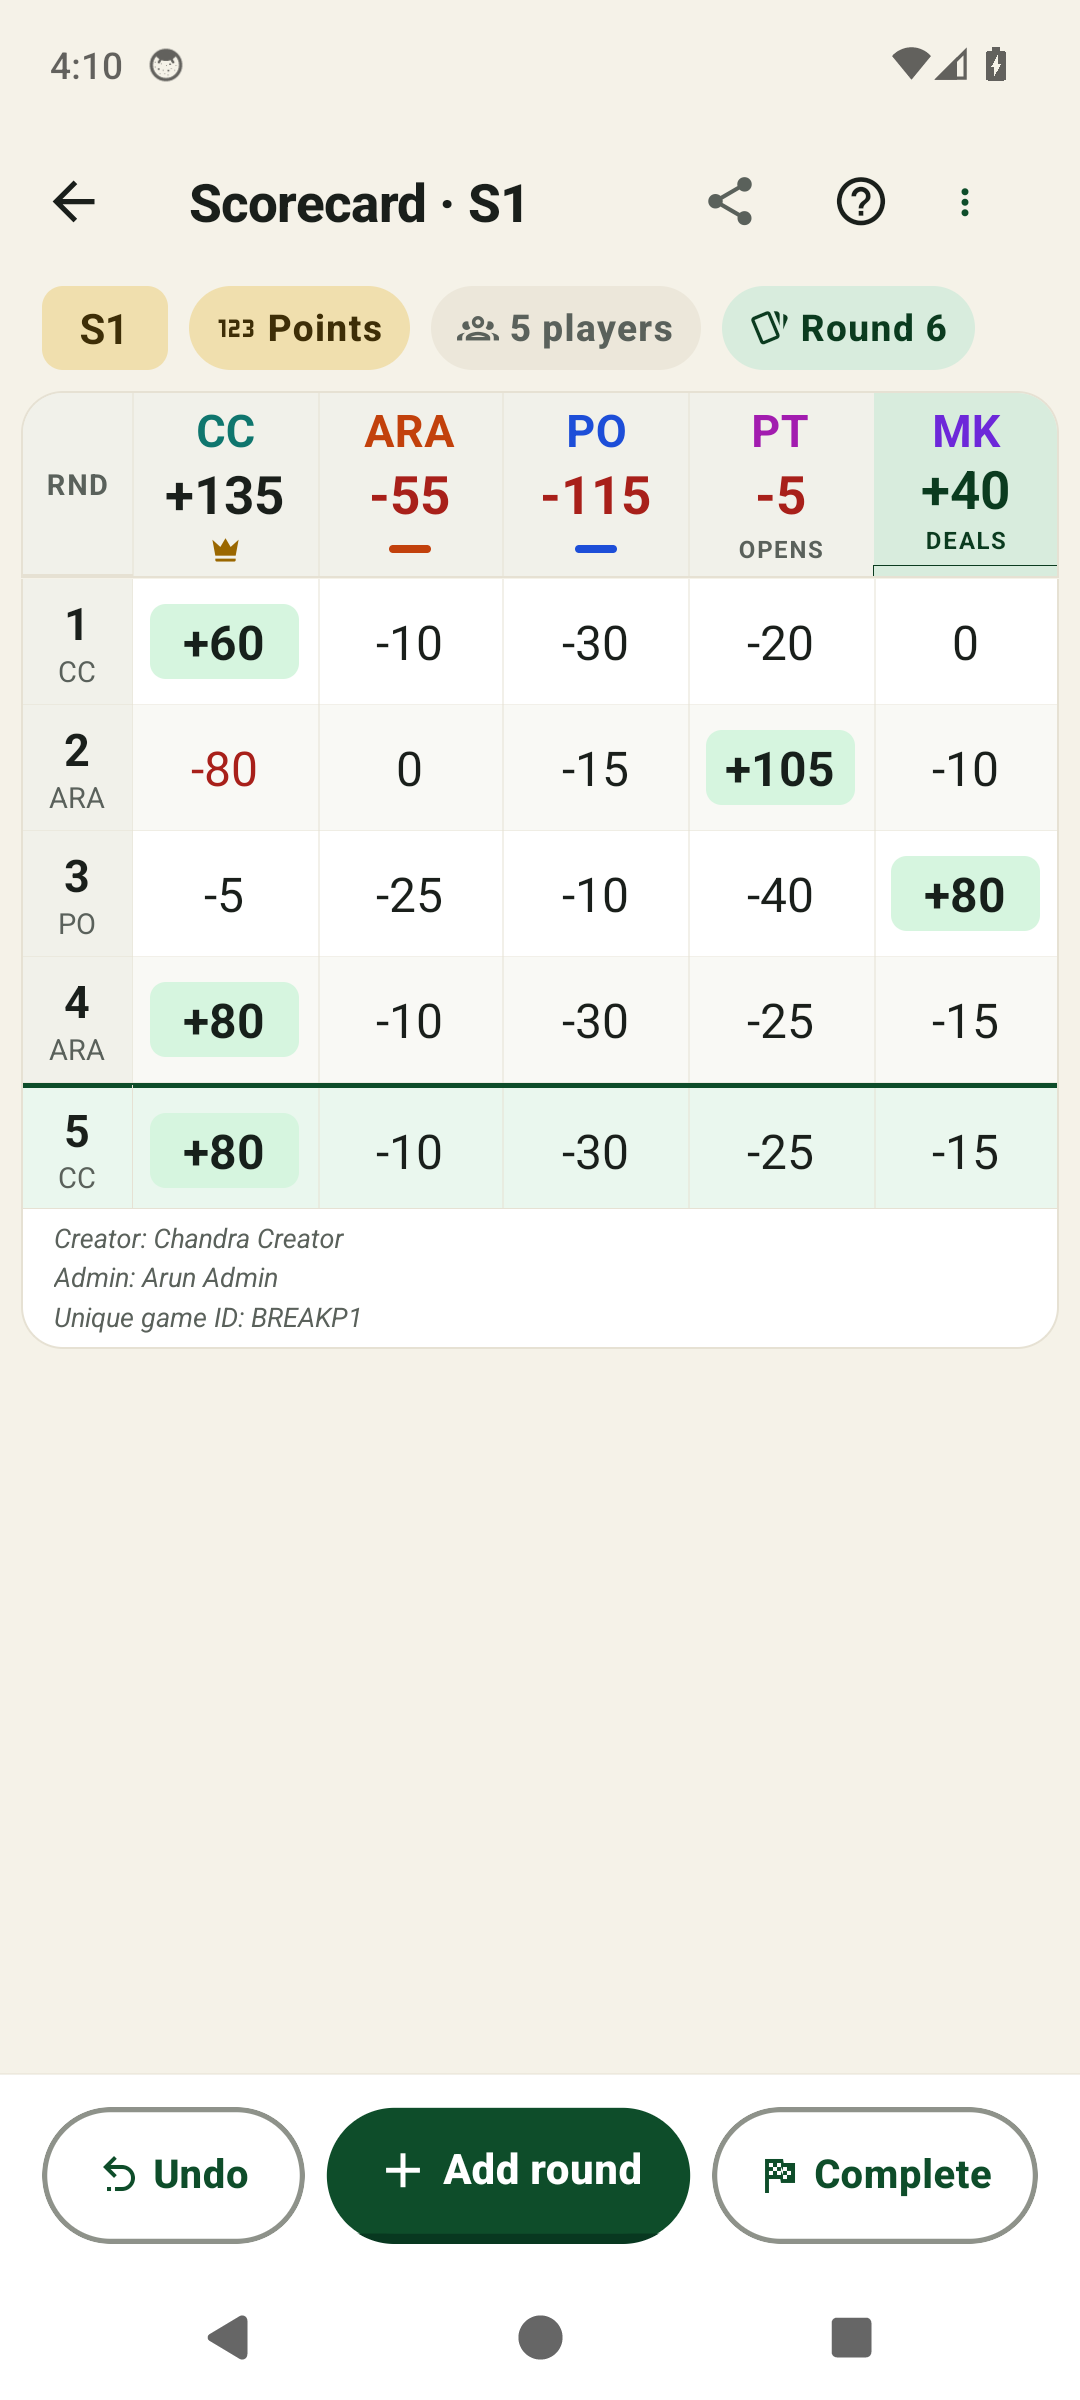 4:10
Scorecard · S1
S1
123 Points
5 players
Round 6
RND CC ARA PO PT MK
+135 -55 -115 -5 +40
OPENS DEALS
1 +60 -10 -30 -20 0
CC
2 -80 0 -15 +105 -10
ARA
3 -5 -25 -10 -40 +80
PO
4 +80 -10 -30 -25 -15
ARA
5 +80 -10 -30 -25 -15
CC
Creator: Chandra Creator
Admin: Arun Admin
Unique game ID: BREAKP1
Undo
+ Add round
Complete